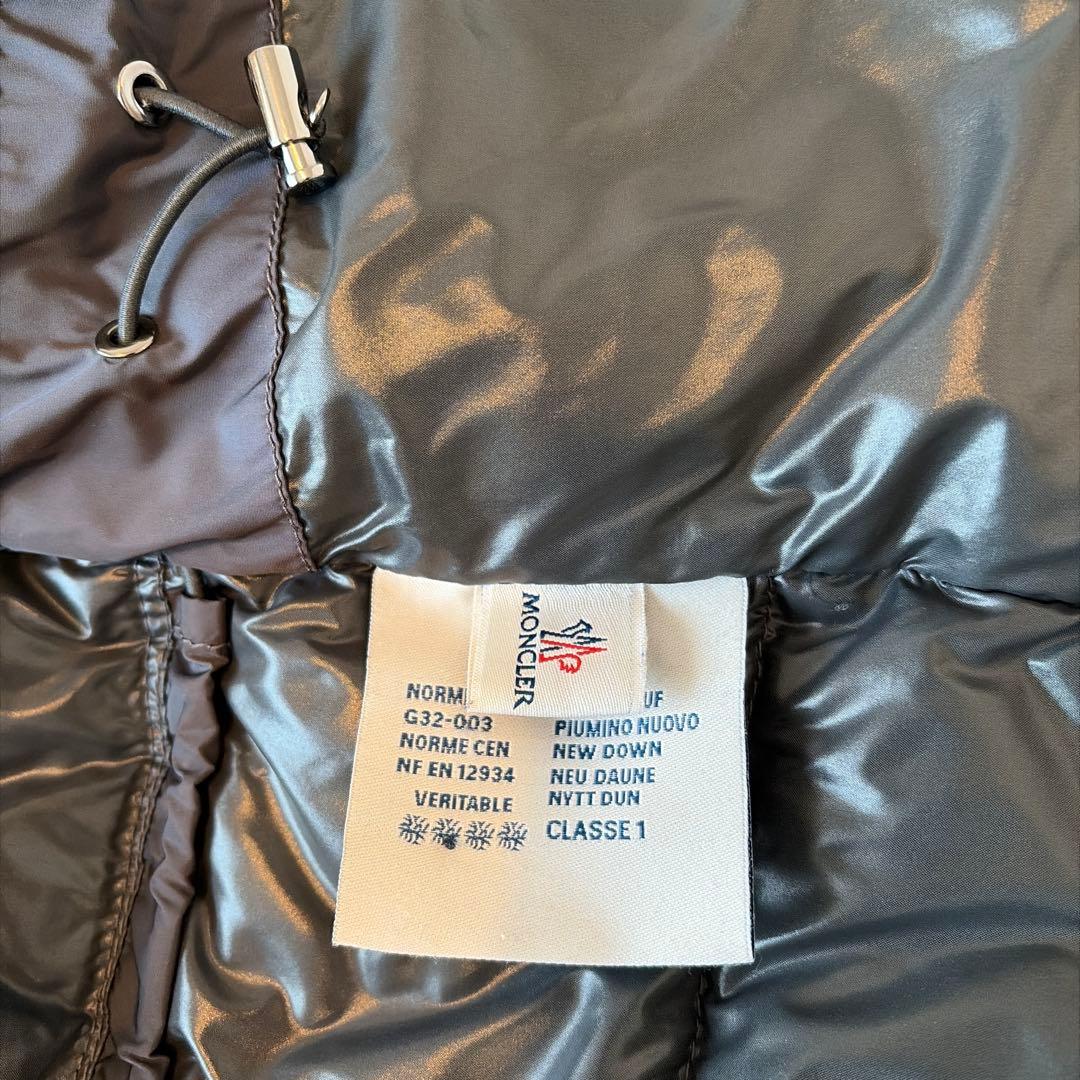 MONCLER
NORM
G32-003
NORME CEN
NF EN 12934
VERITABLE
UF
PIUMINO NUOVO
NEW DOWN
NEU DAUNE
NYTT DUN
CLASSE 1